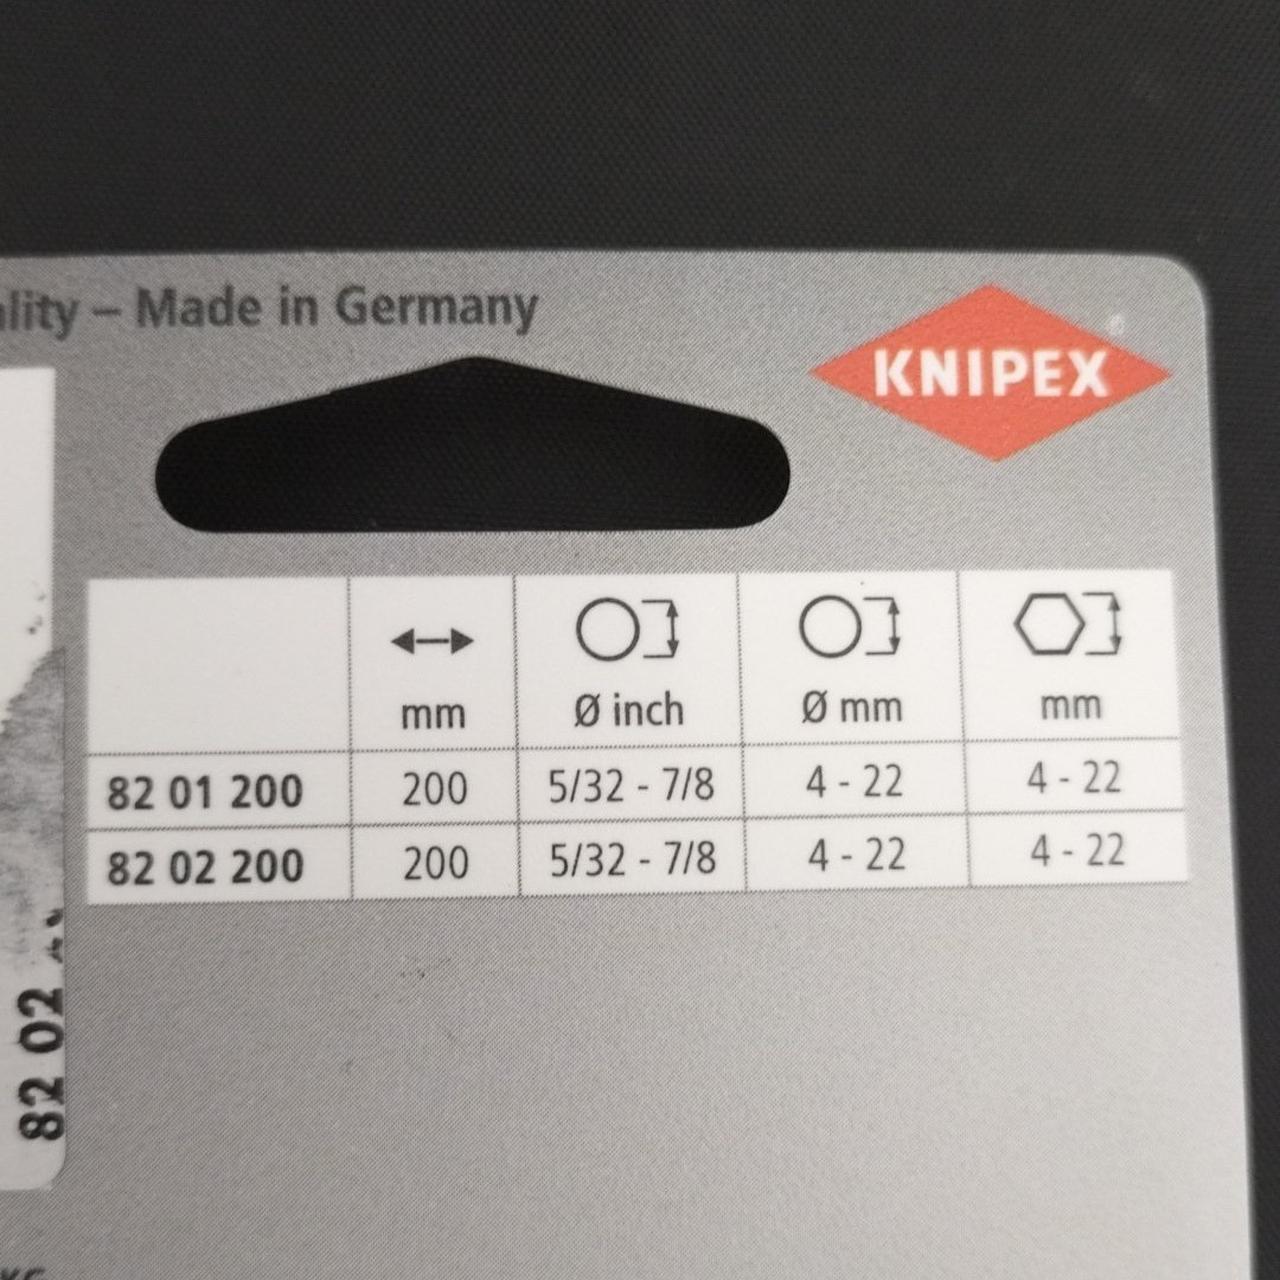 – Made in Germany
KNIPEX
®
mm Ø inch Ø mm mm
82 01 200 200 5/32 - 7/8 4 - 22 4 - 22
82 02 200 200 5/32 - 7/8 4 - 22 4 - 22
82 02